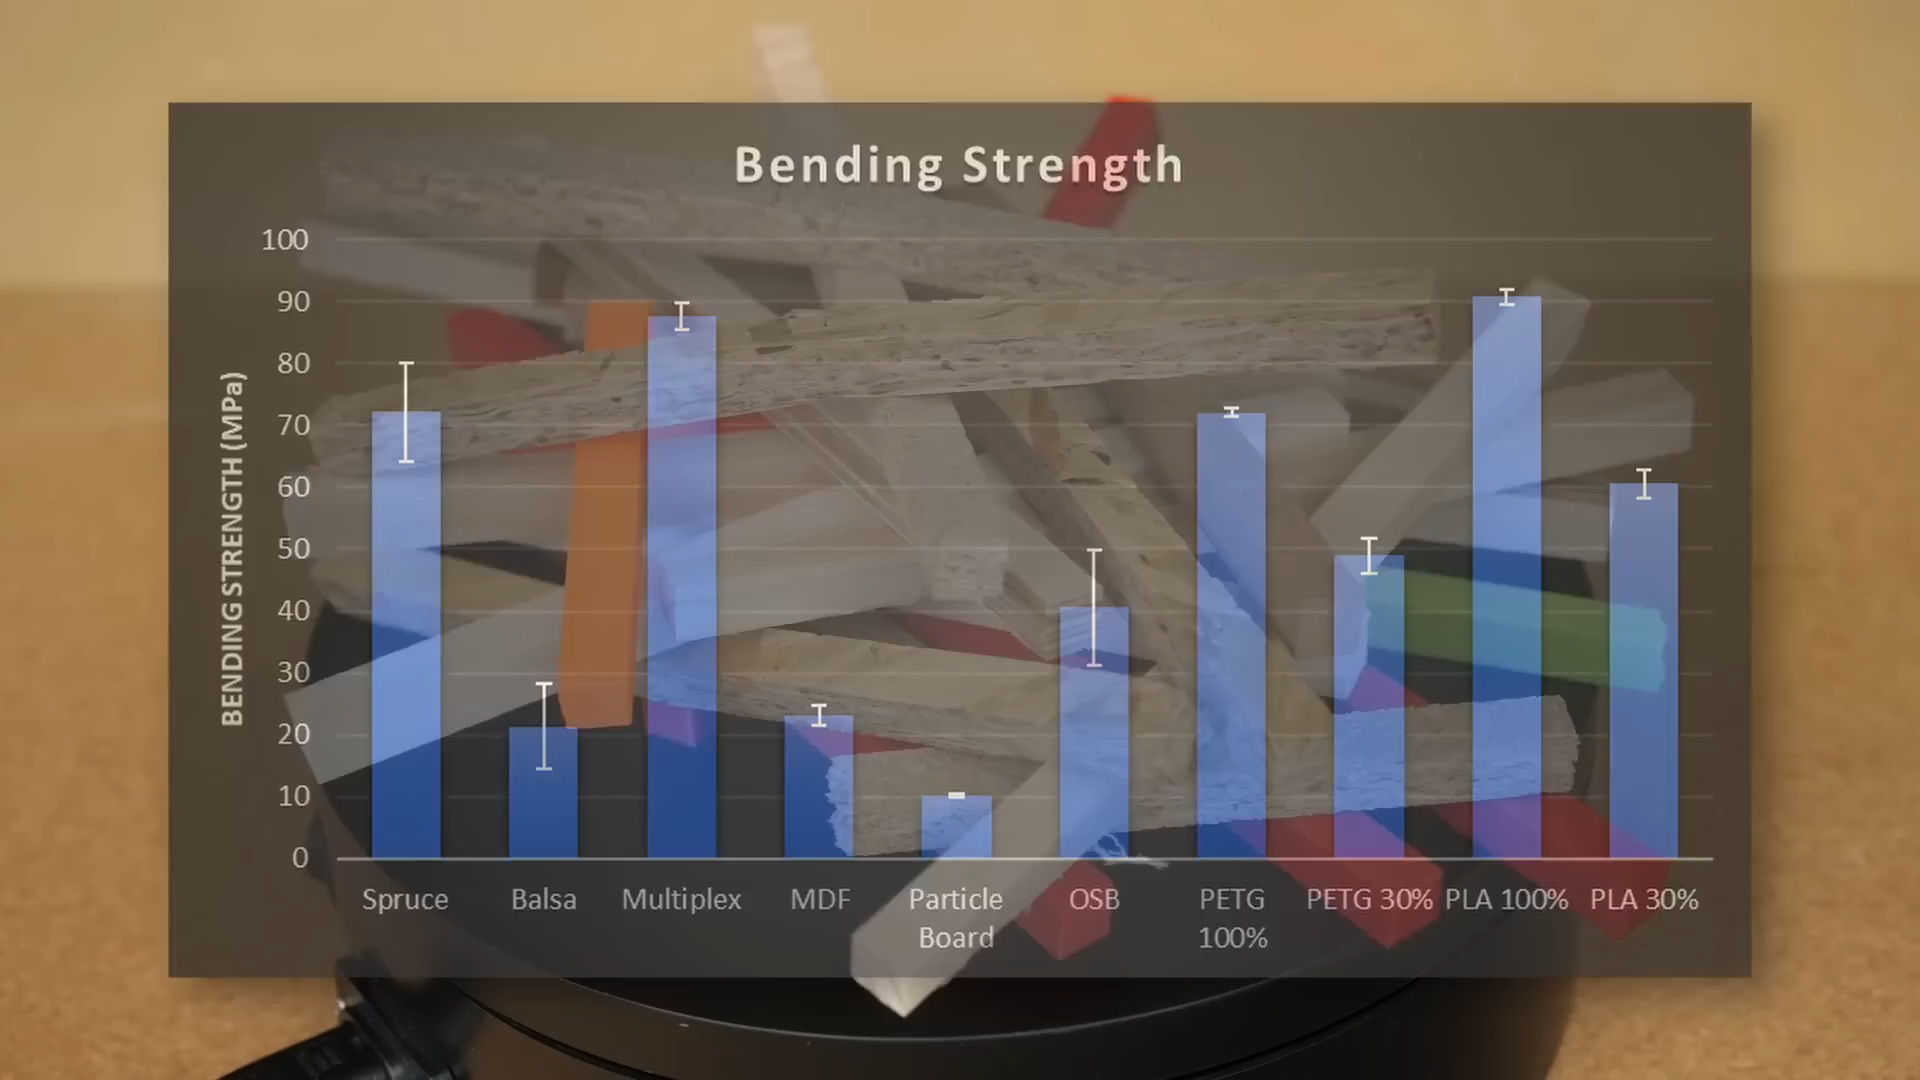 Bending Strength
BENDING STRENGTH (MPa)
100
90
80
70
60
50
40
30
20
10
0
Spruce
Balsa
Multiplex
MDF
Particle
Board
OSB
PETG
100%
PETG 30%
PLA 100%
PLA 30%